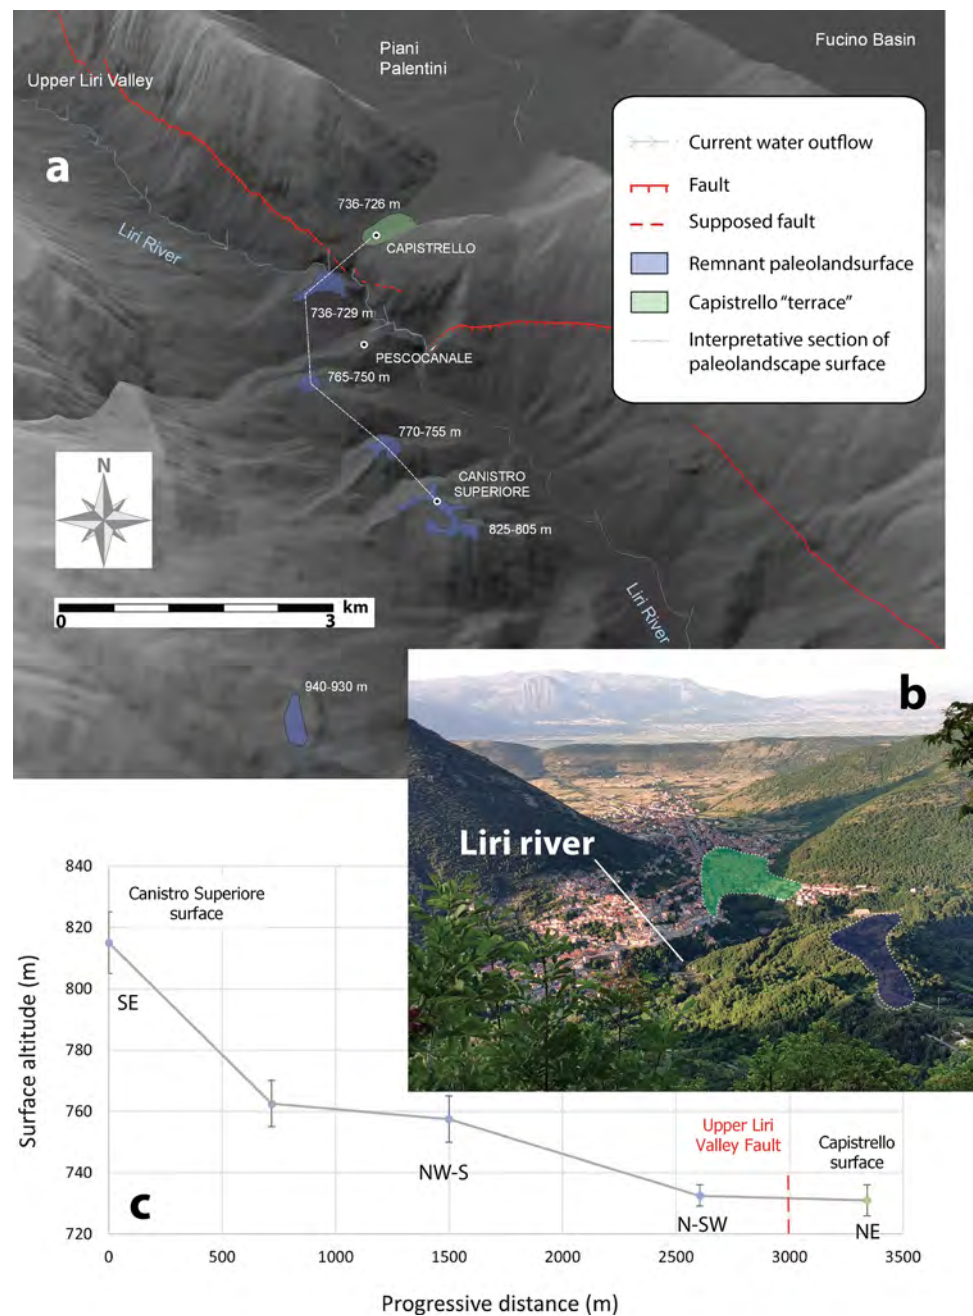 Piani
Palentini
Fucino Basin
Upper Liri Valley
a
Current water outflow
Fault
Supposed fault
Remnant paleolandsurface
Capistrello "terrace"
Interpretative section of
paleolandscape surface
736-726 m
CAPISTRELLO
Liri River
736-729 m
PESCOCANALE
765-750 m
770-755 m
CANISTRO
SUPERIORE
825-805 m
N
km
0
3
Liri River
940-930 m
b
Liri river
840
820
800
780
760
740
720
Surface altitude (m)
Canistro Superiore
surface
SE
NW-S
Upper Liri
Valley Fault
Capistrello
surface
N-SW
NE
c
0
500
1000
1500
2000
2500
3000
3500
Progressive distance (m)